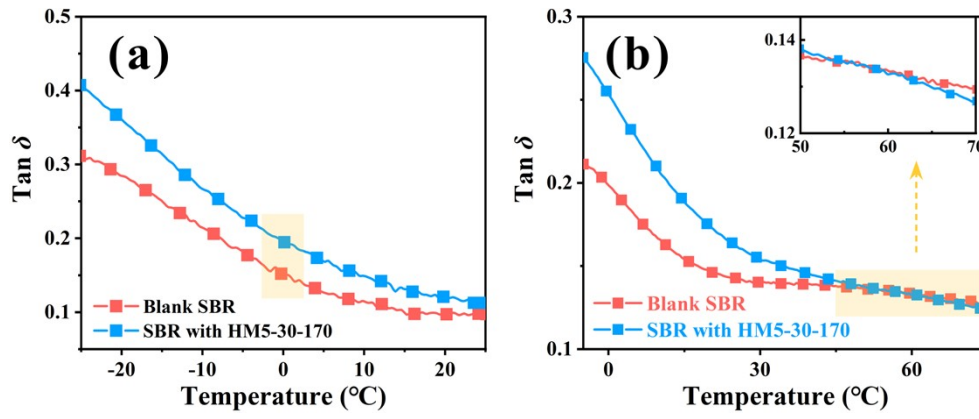 (a)
Tan δ
0.5
0.4
0.3
0.2
0.1
Blank SBR
SBR with HM5-30-170
-20
-10
0
10
20
Temperature (°C)
(b)
Tan δ
0.3
0.2
0.1
0.14
0.12
50
60
70
Blank SBR
SBR with HM5-30-170
0
30
60
Temperature (°C)